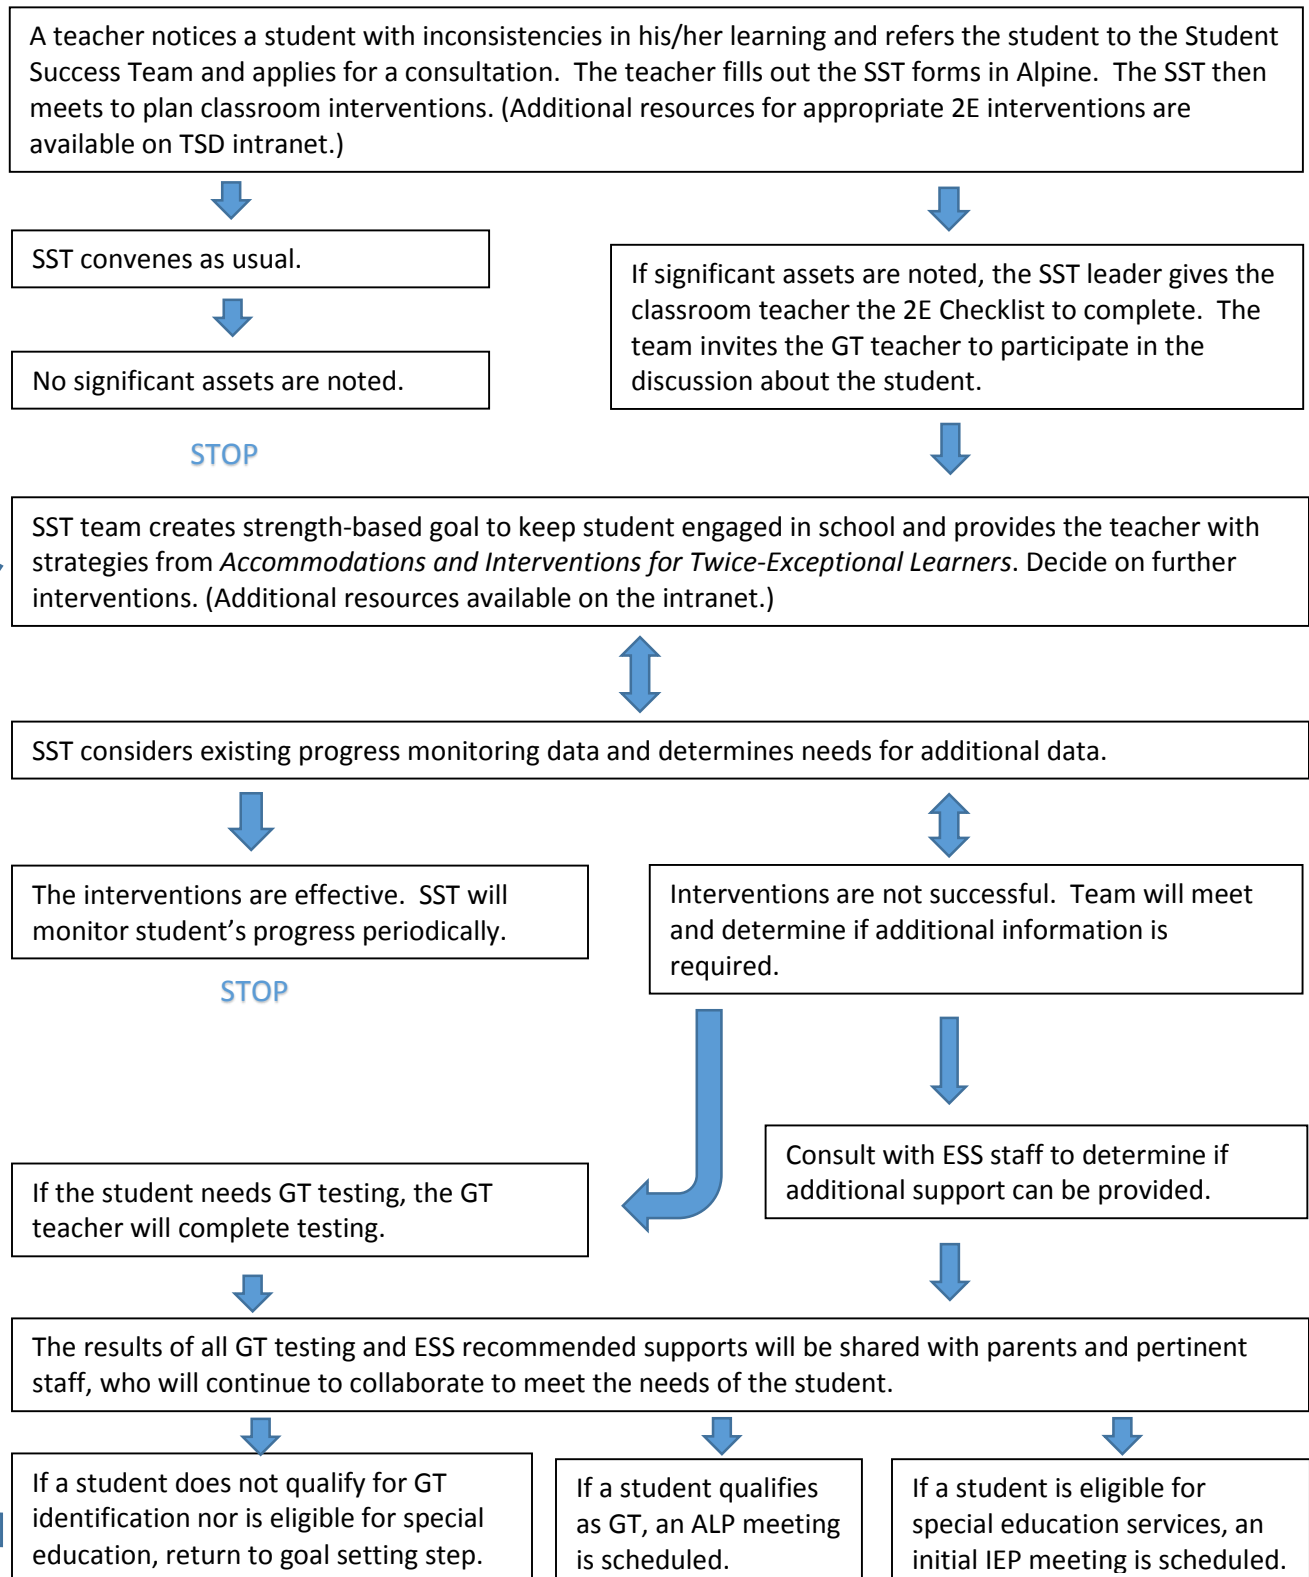 A teacher notices a student with inconsistencies in his/her learning and refers the student to the Student
Success Team and applies for a consultation.  The teacher fills out the SST forms in Alpine.  The SST then
meets to plan classroom interventions. (Additional resources for appropriate 2E interventions are
available on TSD intranet.)
SST convenes as usual.
No significant assets are noted.
STOP
If significant assets are noted, the SST leader gives the
classroom teacher the 2E Checklist to complete.  The
team invites the GT teacher to participate in the
discussion about the student.
SST team creates strength-based goal to keep student engaged in school and provides the teacher with
strategies from Accommodations and Interventions for Twice-Exceptional Learners. Decide on further
interventions. (Additional resources available on the intranet.)
SST considers existing progress monitoring data and determines needs for additional data.
The interventions are effective.  SST will
monitor student's progress periodically.
STOP
Interventions are not successful.  Team will meet
and determine if additional information is
required.
If the student needs GT testing, the GT
teacher will complete testing.
Consult with ESS staff to determine if
additional support can be provided.
The results of all GT testing and ESS recommended supports will be shared with parents and pertinent
staff, who will continue to collaborate to meet the needs of the student.
If a student does not qualify for GT
identification nor is eligible for special
education, return to goal setting step.
If a student qualifies
as GT, an ALP meeting
is scheduled.
If a student is eligible for
special education services, an
initial IEP meeting is scheduled.